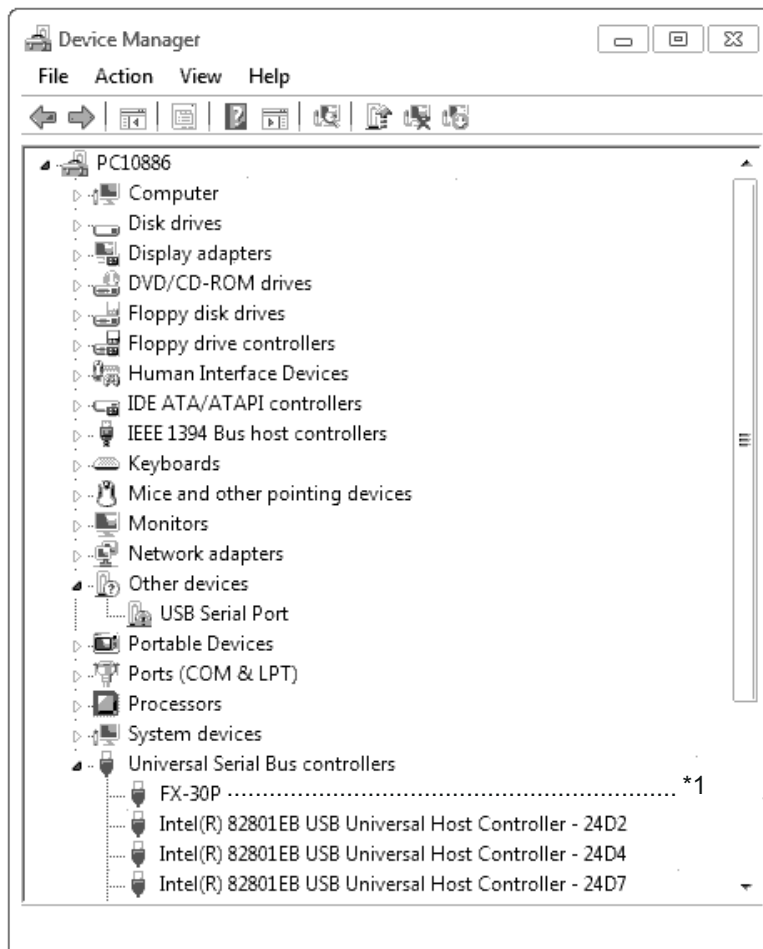 Device Manager
File Action View Help
PC10886
Computer
Disk drives
Display adapters
DVD/CD-ROM drives
Floppy disk drives
Floppy drive controllers
Human Interface Devices
IDE ATA/ATAPI controllers
IEEE 1394 Bus host controllers
Keyboards
Mice and other pointing devices
Monitors
Network adapters
Other devices
USB Serial Port
Portable Devices
Ports (COM & LPT)
Processors
System devices
Universal Serial Bus controllers
FX-30P *1
Intel(R) 82801EB USB Universal Host Controller - 24D2
Intel(R) 82801EB USB Universal Host Controller - 24D4
Intel(R) 82801EB USB Universal Host Controller - 24D7